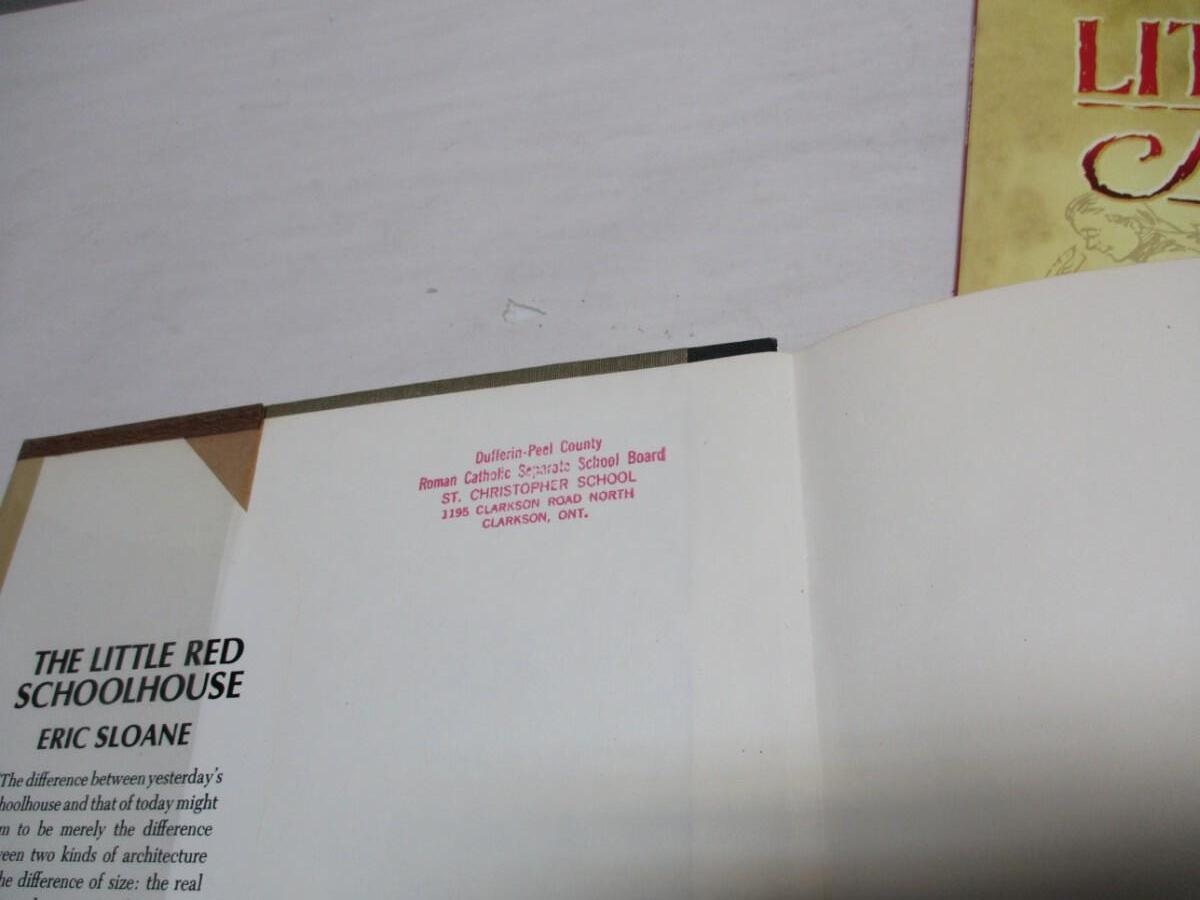 LIT
Dufferin-Peel County
Roman Catholic Separate School Board
ST. CHRISTOPHER SCHOOL
1195 CLARKSON ROAD NORTH
CLARKSON, ONT.
THE LITTLE RED
SCHOOLHOUSE
ERIC SLOANE
The difference between yesterday's
hoolhouse and that of today might
m to be merely the difference
een two kinds of architecture
he difference of size: the real